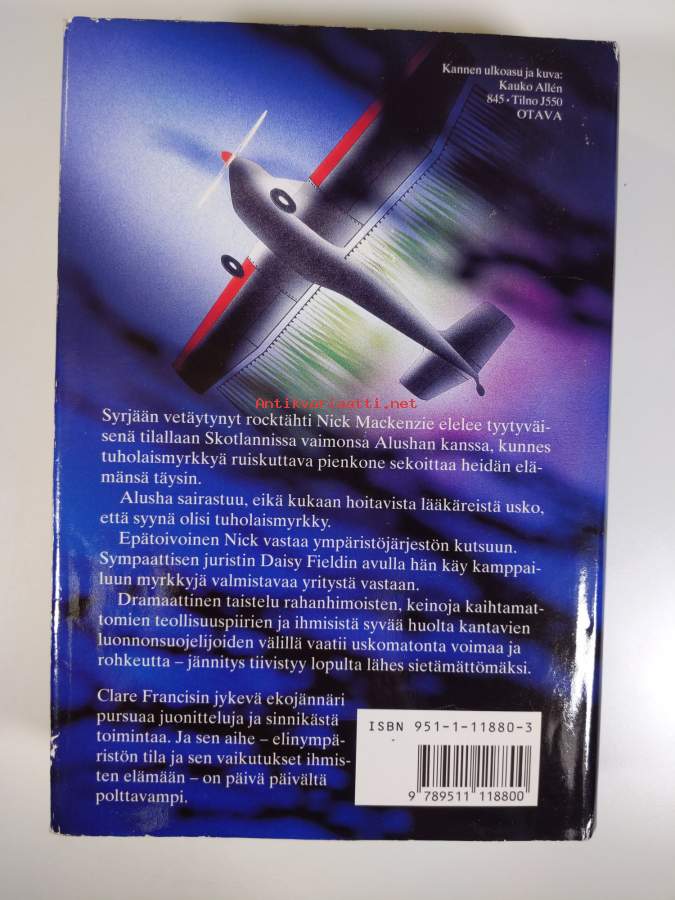 Kannen ulkoasu ja kuva:
Kauko Allén
845 • Tilno J550
OTAVA
Antikvariaatti.net
Syrjään vetäytynyt rocktähti Nick Mackenzie elelee tyytyväi-
senä tilallaan Skotlannissa vaimonsa Alushan kanssa, kunnes
tuholaismyrkkyä ruiskuttava pienkone sekoittaa heidän elä-
mänsä täysin.
Alusha sairastuu, eikä kukaan hoitavista lääkäreistä usko,
että syynä olisi tuholaismyrkky.
Epätoivoinen Nick vastaa ympäristöjärjestön kutsuun.
Sympaattisen juristin Daisy Fieldin avulla hän käy kamppai-
luun myrkkyjä valmistavaa yritystä vastaan.
Dramaattinen taistelu rahanhimoisten, keinoja kaihtamat-
tomien teollisuuspiirien ja ihmisistä syvää huolta kantavien
luonnonsuojelijoiden välillä vaatii uskomatonta voimaa ja
rohkeutta – jännitys tiivistyy lopulta lähes sietämättömäksi.
Clare Francisin jykevä ekojännäri
pursuaa juonitteluja ja sinnikästä
toimintaa. Ja sen aihe – elinympä-
ristön tila ja sen vaikutukset ihmis-
ten elämään – on päivä päivältä
polttavampi.
ISBN 951-1-11880-3
9 789511 118800